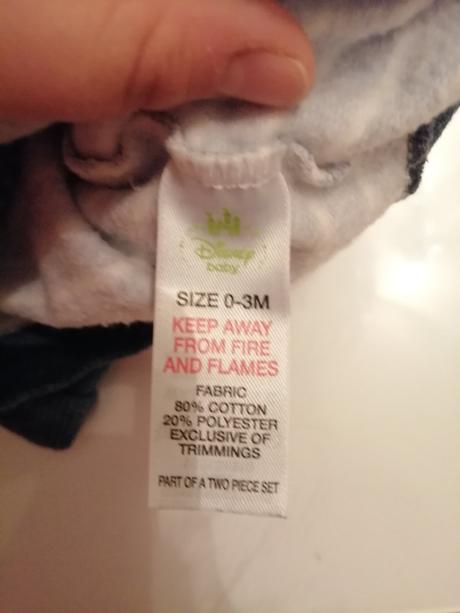 Disney
baby
SIZE 0-3M
KEEP AWAY
FROM FIRE
AND FLAMES
FABRIC
80% COTTON
20% POLYESTER
EXCLUSIVE OF
TRIMMINGS
PART OF A TWO PIECE SET